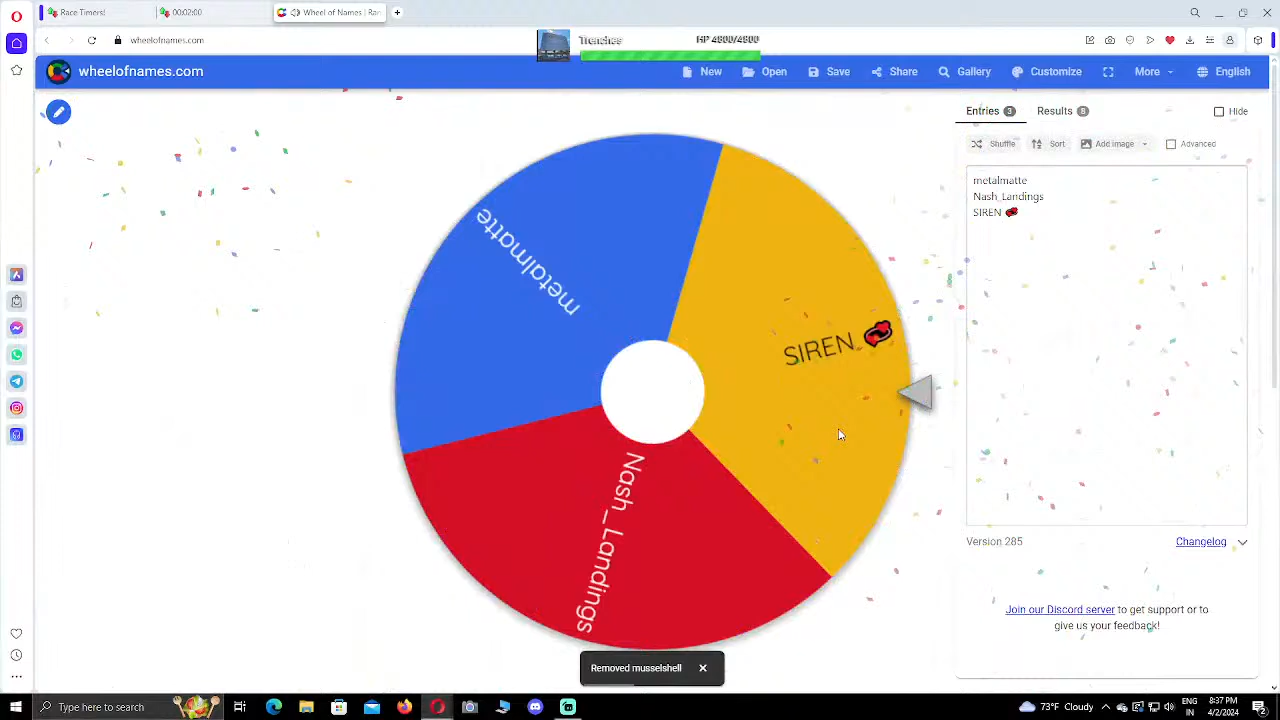 Race Timers!
00:02:00
Wheel of Names | Ran
wheelofnames.com
HP 4800/4800
wheelofnames.com
New
Open
Save
Share
Gallery
Customize
More
English
Entries 3
Results 8
Hide
Shuffle
Sort
Add image
Advanced
metalmatte
Nash_Landings
SIREN 💞
metalmatte
SIREN 💞
Nash_Landings
Version 285
Changelog
Join our Discord server to get support or to
give us your feedback!
Removed musselshell
Type here to search
37°F Cloudy
ENG
8:37 PM
4/2/2024